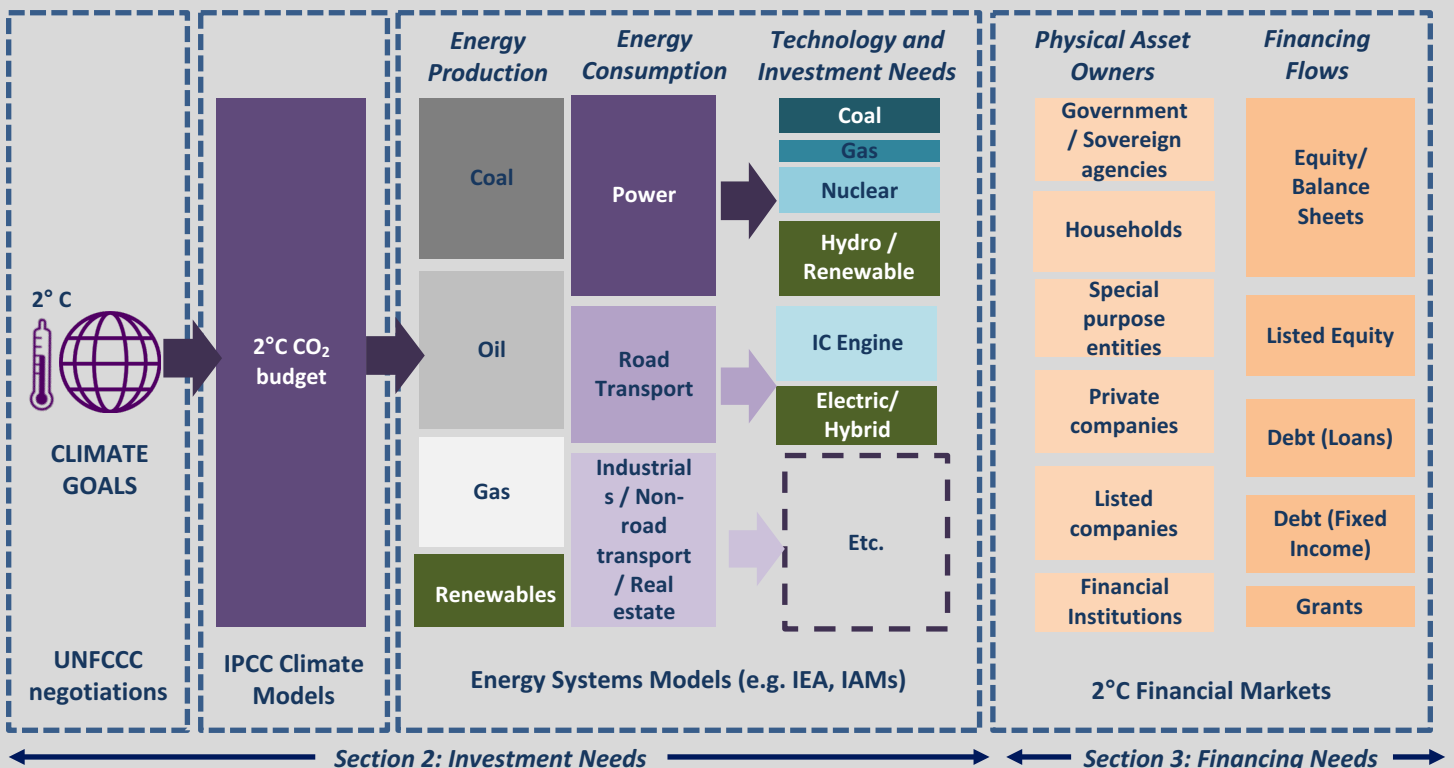 Energy
Production
Energy
Consumption
Technology and
Investment Needs
Physical Asset
Owners
Financing
Flows
2° C
CLIMATE
GOALS
UNFCCC
negotiations
2°C CO₂
budget
IPCC Climate
Models
Coal
Oil
Gas
Renewables
Power
Road
Transport
Industrial
s / Non-
road
transport
/ Real
estate
Coal
Gas
Nuclear
Hydro /
Renewable
IC Engine
Electric/
Hybrid
Etc.
Energy Systems Models (e.g. IEA, IAMs)
Government
/ Sovereign
agencies
Households
Special
purpose
entities
Private
companies
Listed
companies
Financial
Institutions
Equity/
Balance
Sheets
Listed Equity
Debt (Loans)
Debt (Fixed
Income)
Grants
2°C Financial Markets
Section 2: Investment Needs
Section 3: Financing Needs